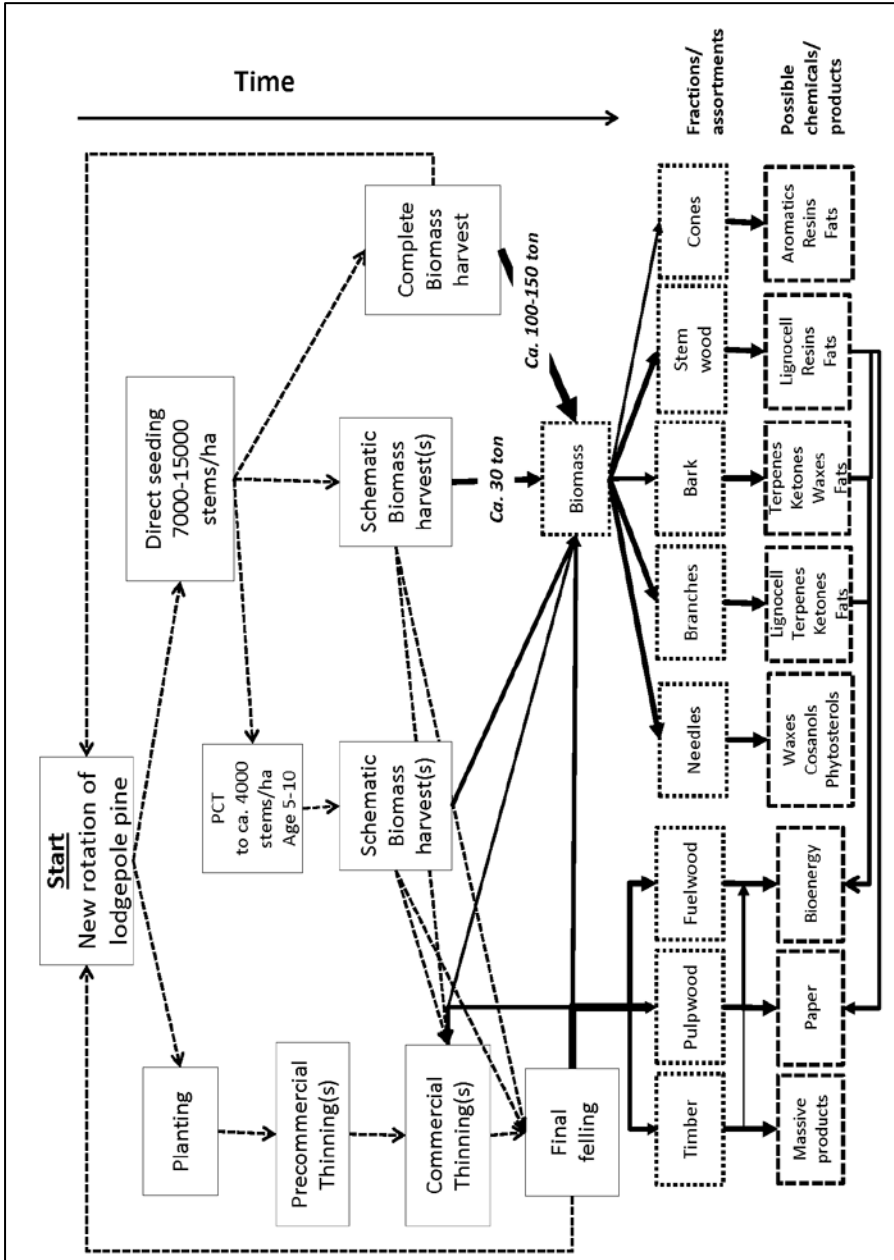 Time
Start
New rotation of
lodgepole pine
Planting
Direct seeding
7000-15000
stems/ha
PCT
to ca. 4000
stems/ha
Age 5-10
Precommercial
Thinning(s)
Schematic
Biomass
harvest(s)
Schematic
Biomass
harvest(s)
Complete
Biomass
harvest
Commercial
Thinning(s)
Ca. 30 ton
Ca. 100-150 ton
Final
felling
Biomass
Timber
Pulpwood
Fuelwood
Needles
Branches
Bark
Stem
wood
Cones
Fractions/
assortments
Massive
products
Paper
Bioenergy
Waxes
Cosanols
Phytosterols
Lignocell
Terpenes
Ketones
Fats
Terpenes
Ketones
Waxes
Fats
Lignocell
Resins
Fats
Aromatics
Resins
Fats
Possible
chemicals/
products